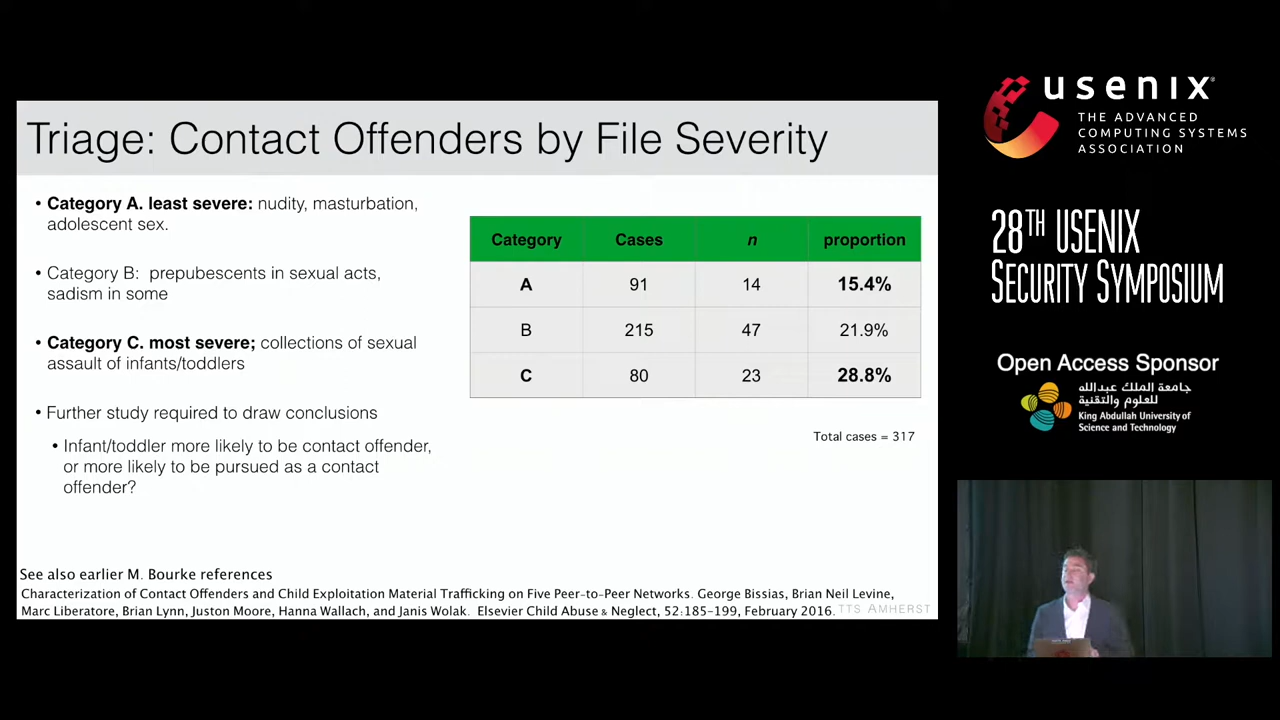 Triage: Contact Offenders by File Severity
• Category A. least severe: nudity, masturbation,
adolescent sex.
• Category B: prepubescents in sexual acts,
sadism in some
• Category C. most severe; collections of sexual
assault of infants/toddlers
• Further study required to draw conclusions
• Infant/toddler more likely to be contact offender,
or more likely to be pursued as a contact
offender?
Category Cases n proportion
A 91 14 15.4%
B 215 47 21.9%
C 80 23 28.8%
Total cases = 317
See also earlier M. Bourke references
Characterization of Contact Offenders and Child Exploitation Material Trafficking on Five Peer-to-Peer Networks. George Bissias, Brian Neil Levine,
Marc Liberatore, Brian Lynn, Juston Moore, Hanna Wallach, and Janis Wolak. Elsevier Child Abuse & Neglect, 52:185-199, February 2016.
TTS AMHERST
usenix
THE ADVANCED
COMPUTING SYSTEMS
ASSOCIATION
28TH USENIX
SECURITY SYMPOSIUM
Open Access Sponsor
جامعة الملك عبدالله
للعلوم والتقنية
King Abdullah University of
Science and Technology